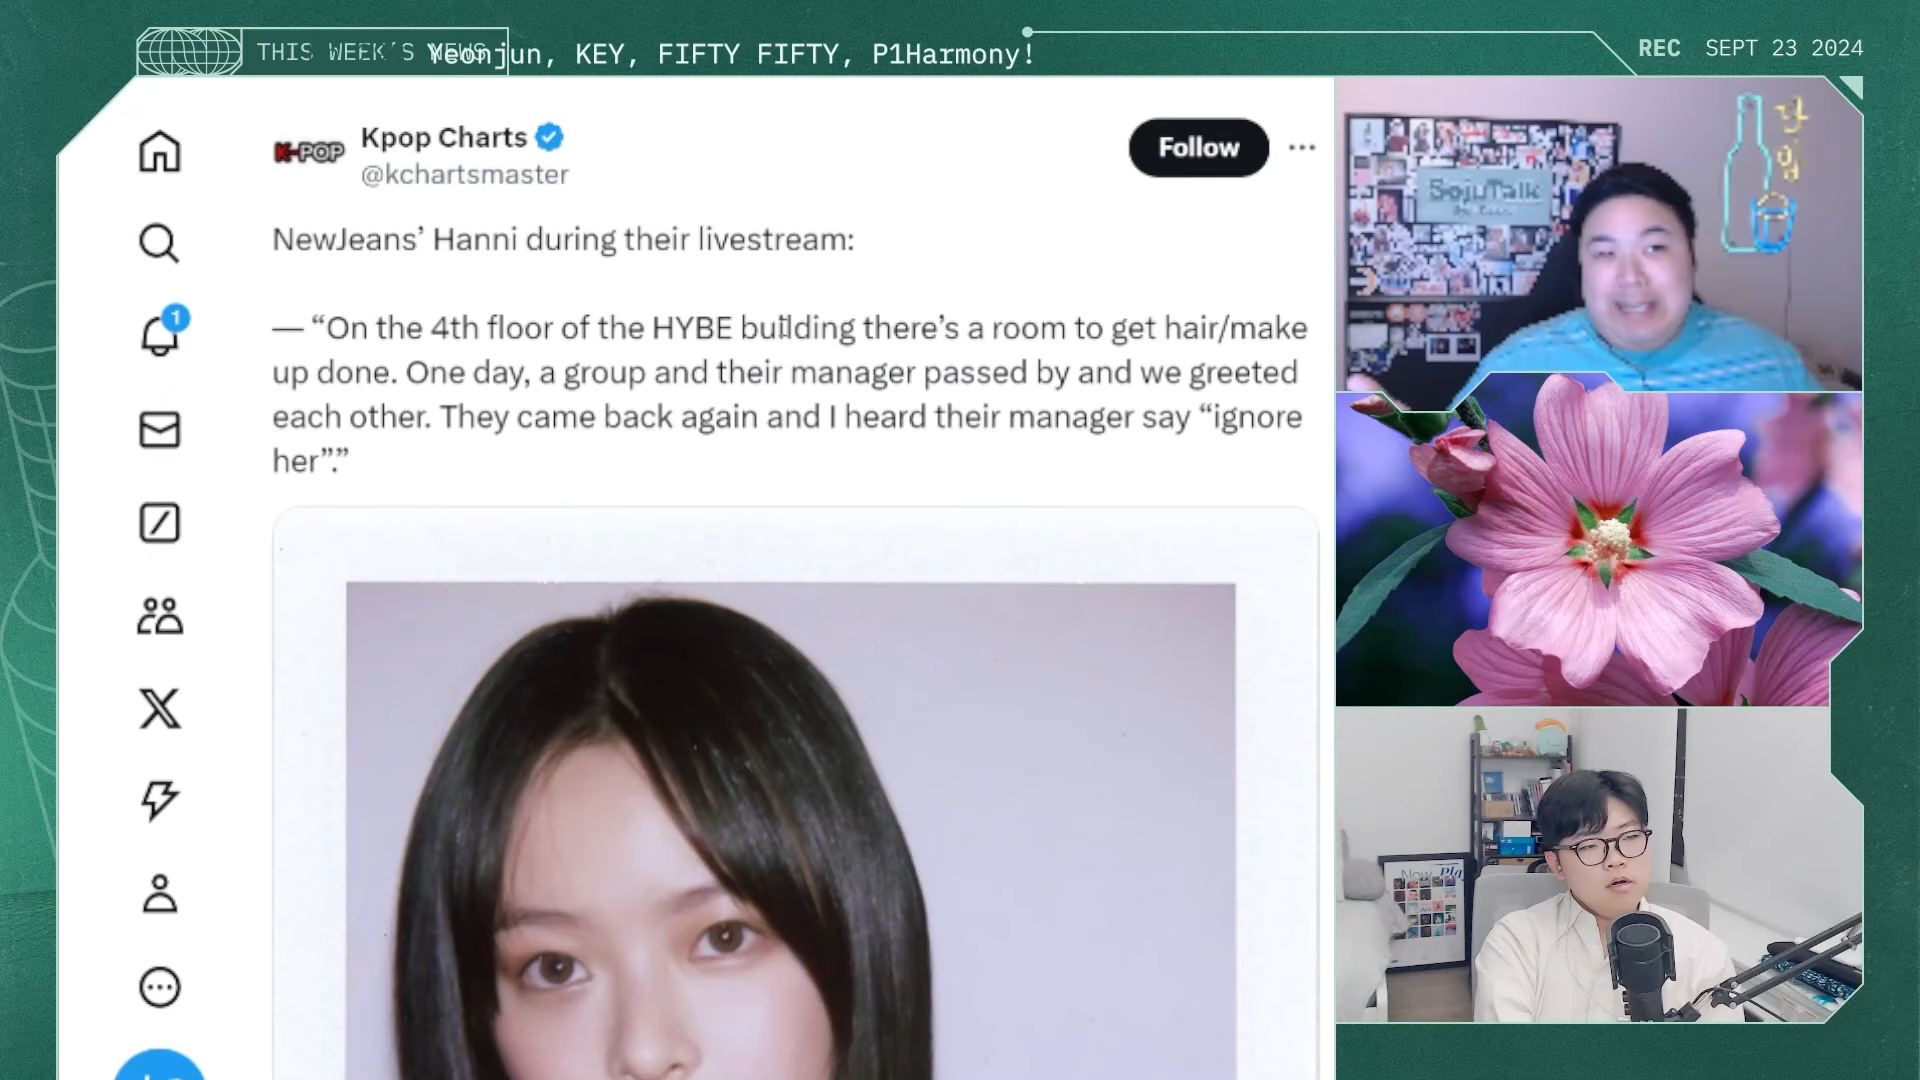 THIS WEEK'S NEWS
Yeonjun, KEY, FIFTY FIFTY, P1Harmony!
REC SEPT 23 2024
K-POP
Kpop Charts
@kchartsmaster
Follow
NewJeans’ Hanni during their livestream:
— “On the 4th floor of the HYBE building there’s a room to get hair/make
up done. One day, a group and their manager passed by and we greeted
each other. They came back again and I heard their manager say “ignore
her”.”
1
SojuTalk
Now Play